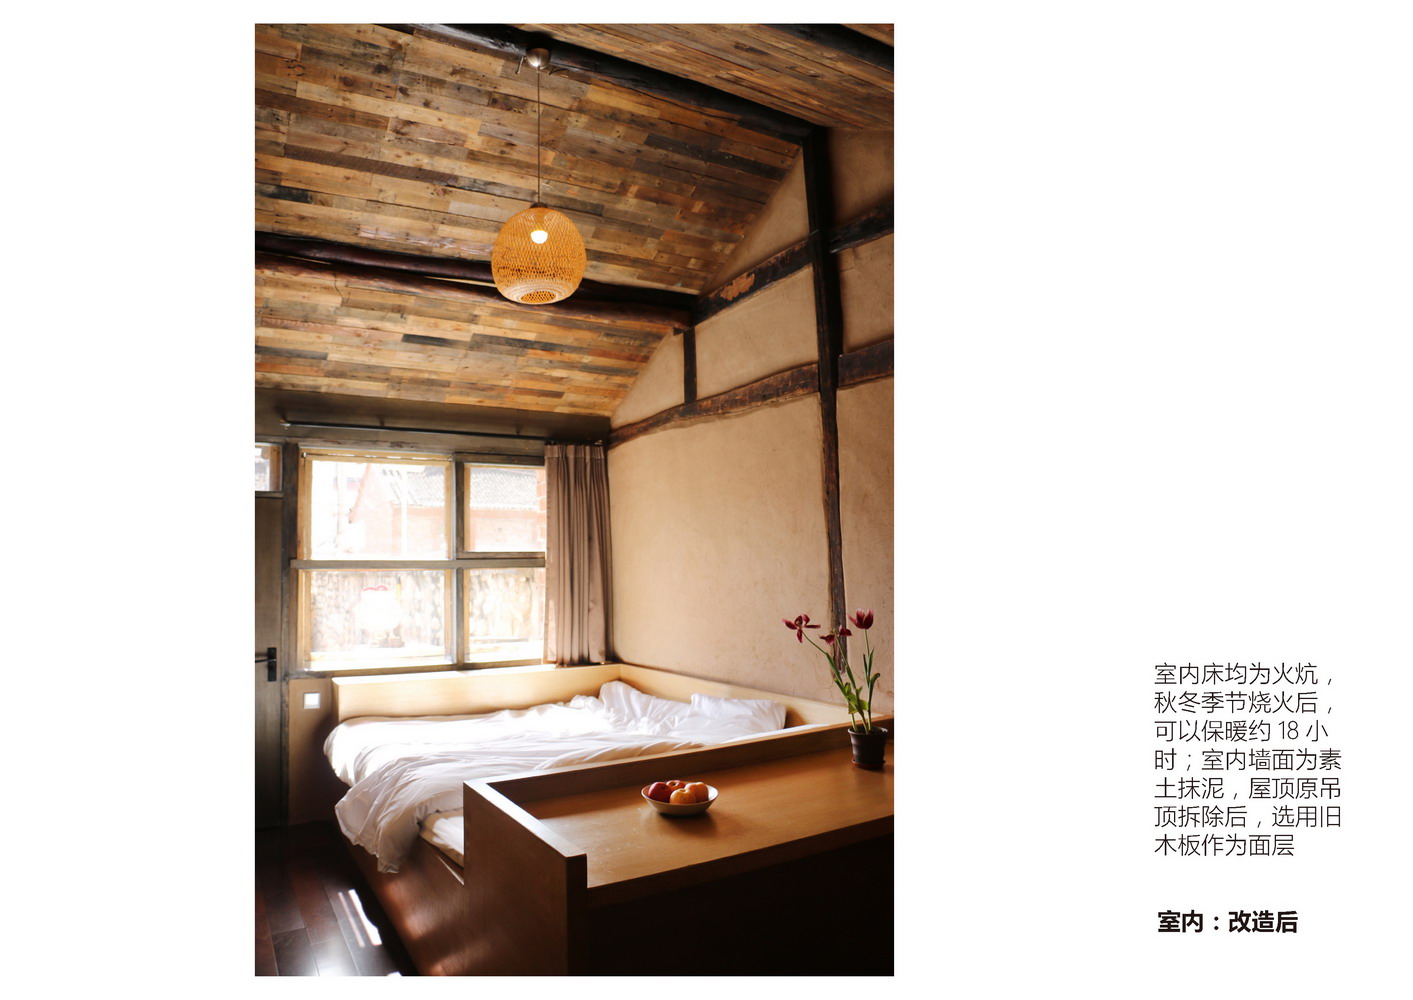 室内床均为火炕，
秋冬季节烧火后，
可以保暖约 18 小
时；室内墙面为素
土抹泥，屋顶原吊
顶拆除后，选用旧
木板作为面层
室内：改造后